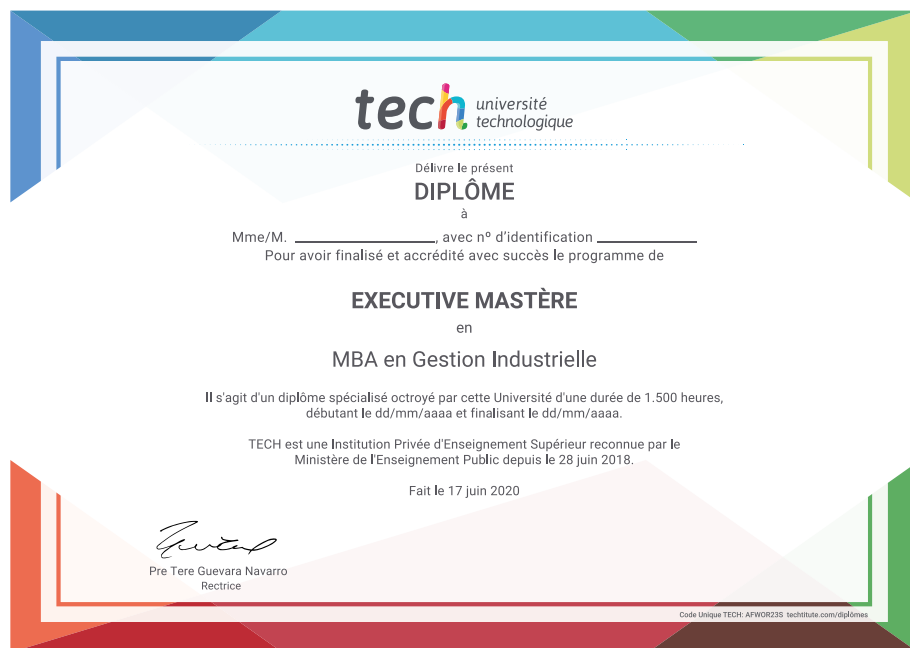 tech université
technologique
Délivre le présent
DIPLÔME
à
Mme/M. ____________, avec nº d'identification ____________
Pour avoir finalisé et accrédité avec succès le programme de
EXECUTIVE MASTÈRE
en
MBA en Gestion Industrielle
Il s'agit d'un diplôme spécialisé octroyé par cette Université d'une durée de 1.500 heures,
débutant le dd/mm/aaaa et finalisant le dd/mm/aaaa.
TECH est une Institution Privée d'Enseignement Supérieur reconnue par le
Ministère de l'Enseignement Public depuis le 28 juin 2018.
Fait le 17 juin 2020
Pre Tere Guevara Navarro
Rectrice
Code Unique TECH: AFWOR23S techtitute.com/diplômes